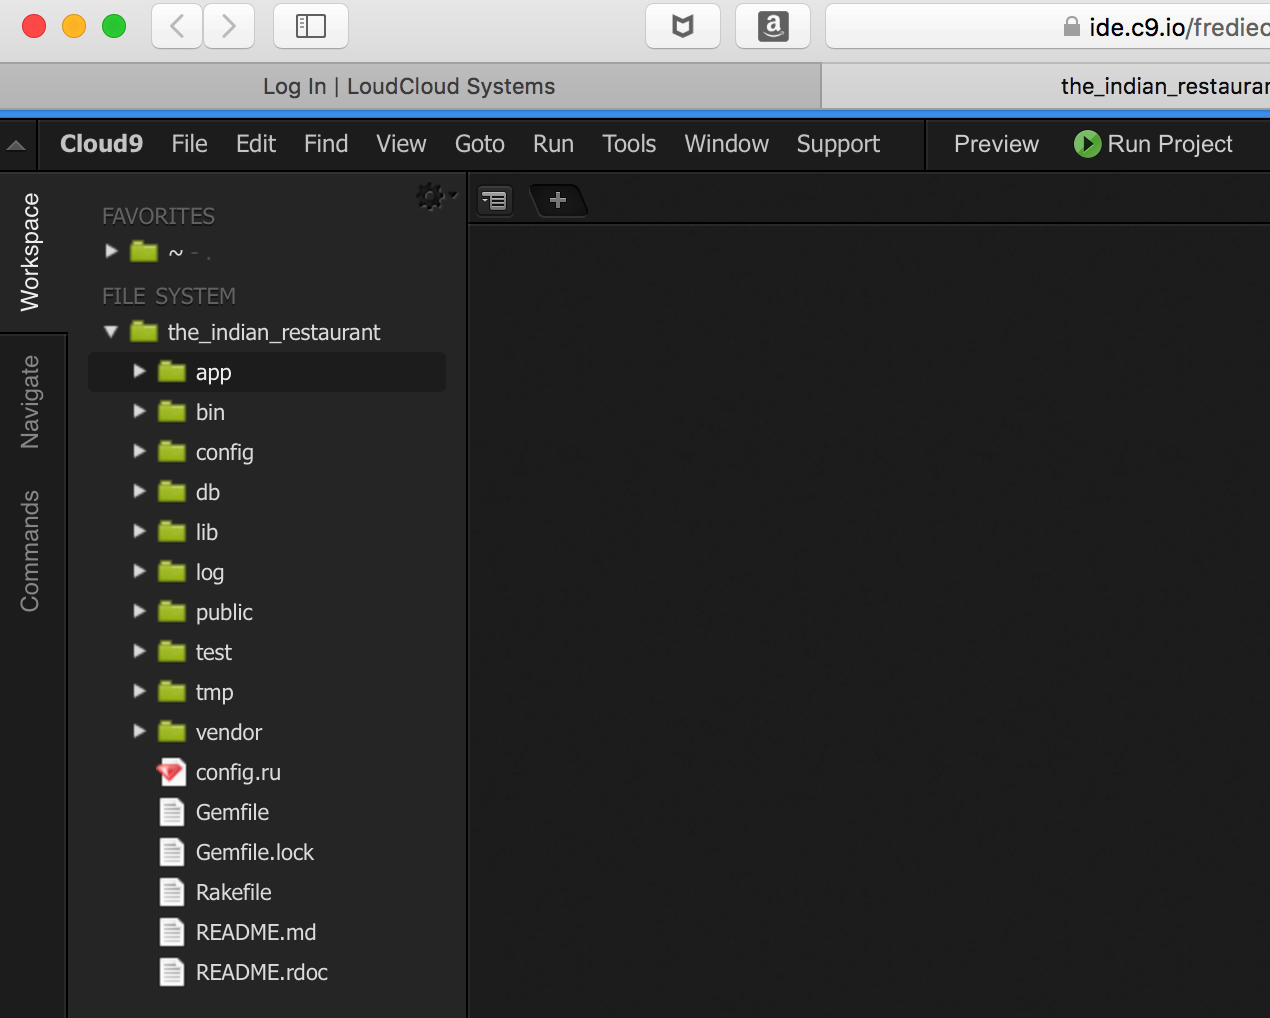 ide.c9.io/frediec
Log In | LoudCloud Systems
the_indian_restauran
Cloud9 File Edit Find View Goto Run Tools Window Support Preview Run Project
Workspace
Navigate
Commands
FAVORITES
~ - .
FILE SYSTEM
the_indian_restaurant
app
bin
config
db
lib
log
public
test
tmp
vendor
config.ru
Gemfile
Gemfile.lock
Rakefile
README.md
README.rdoc